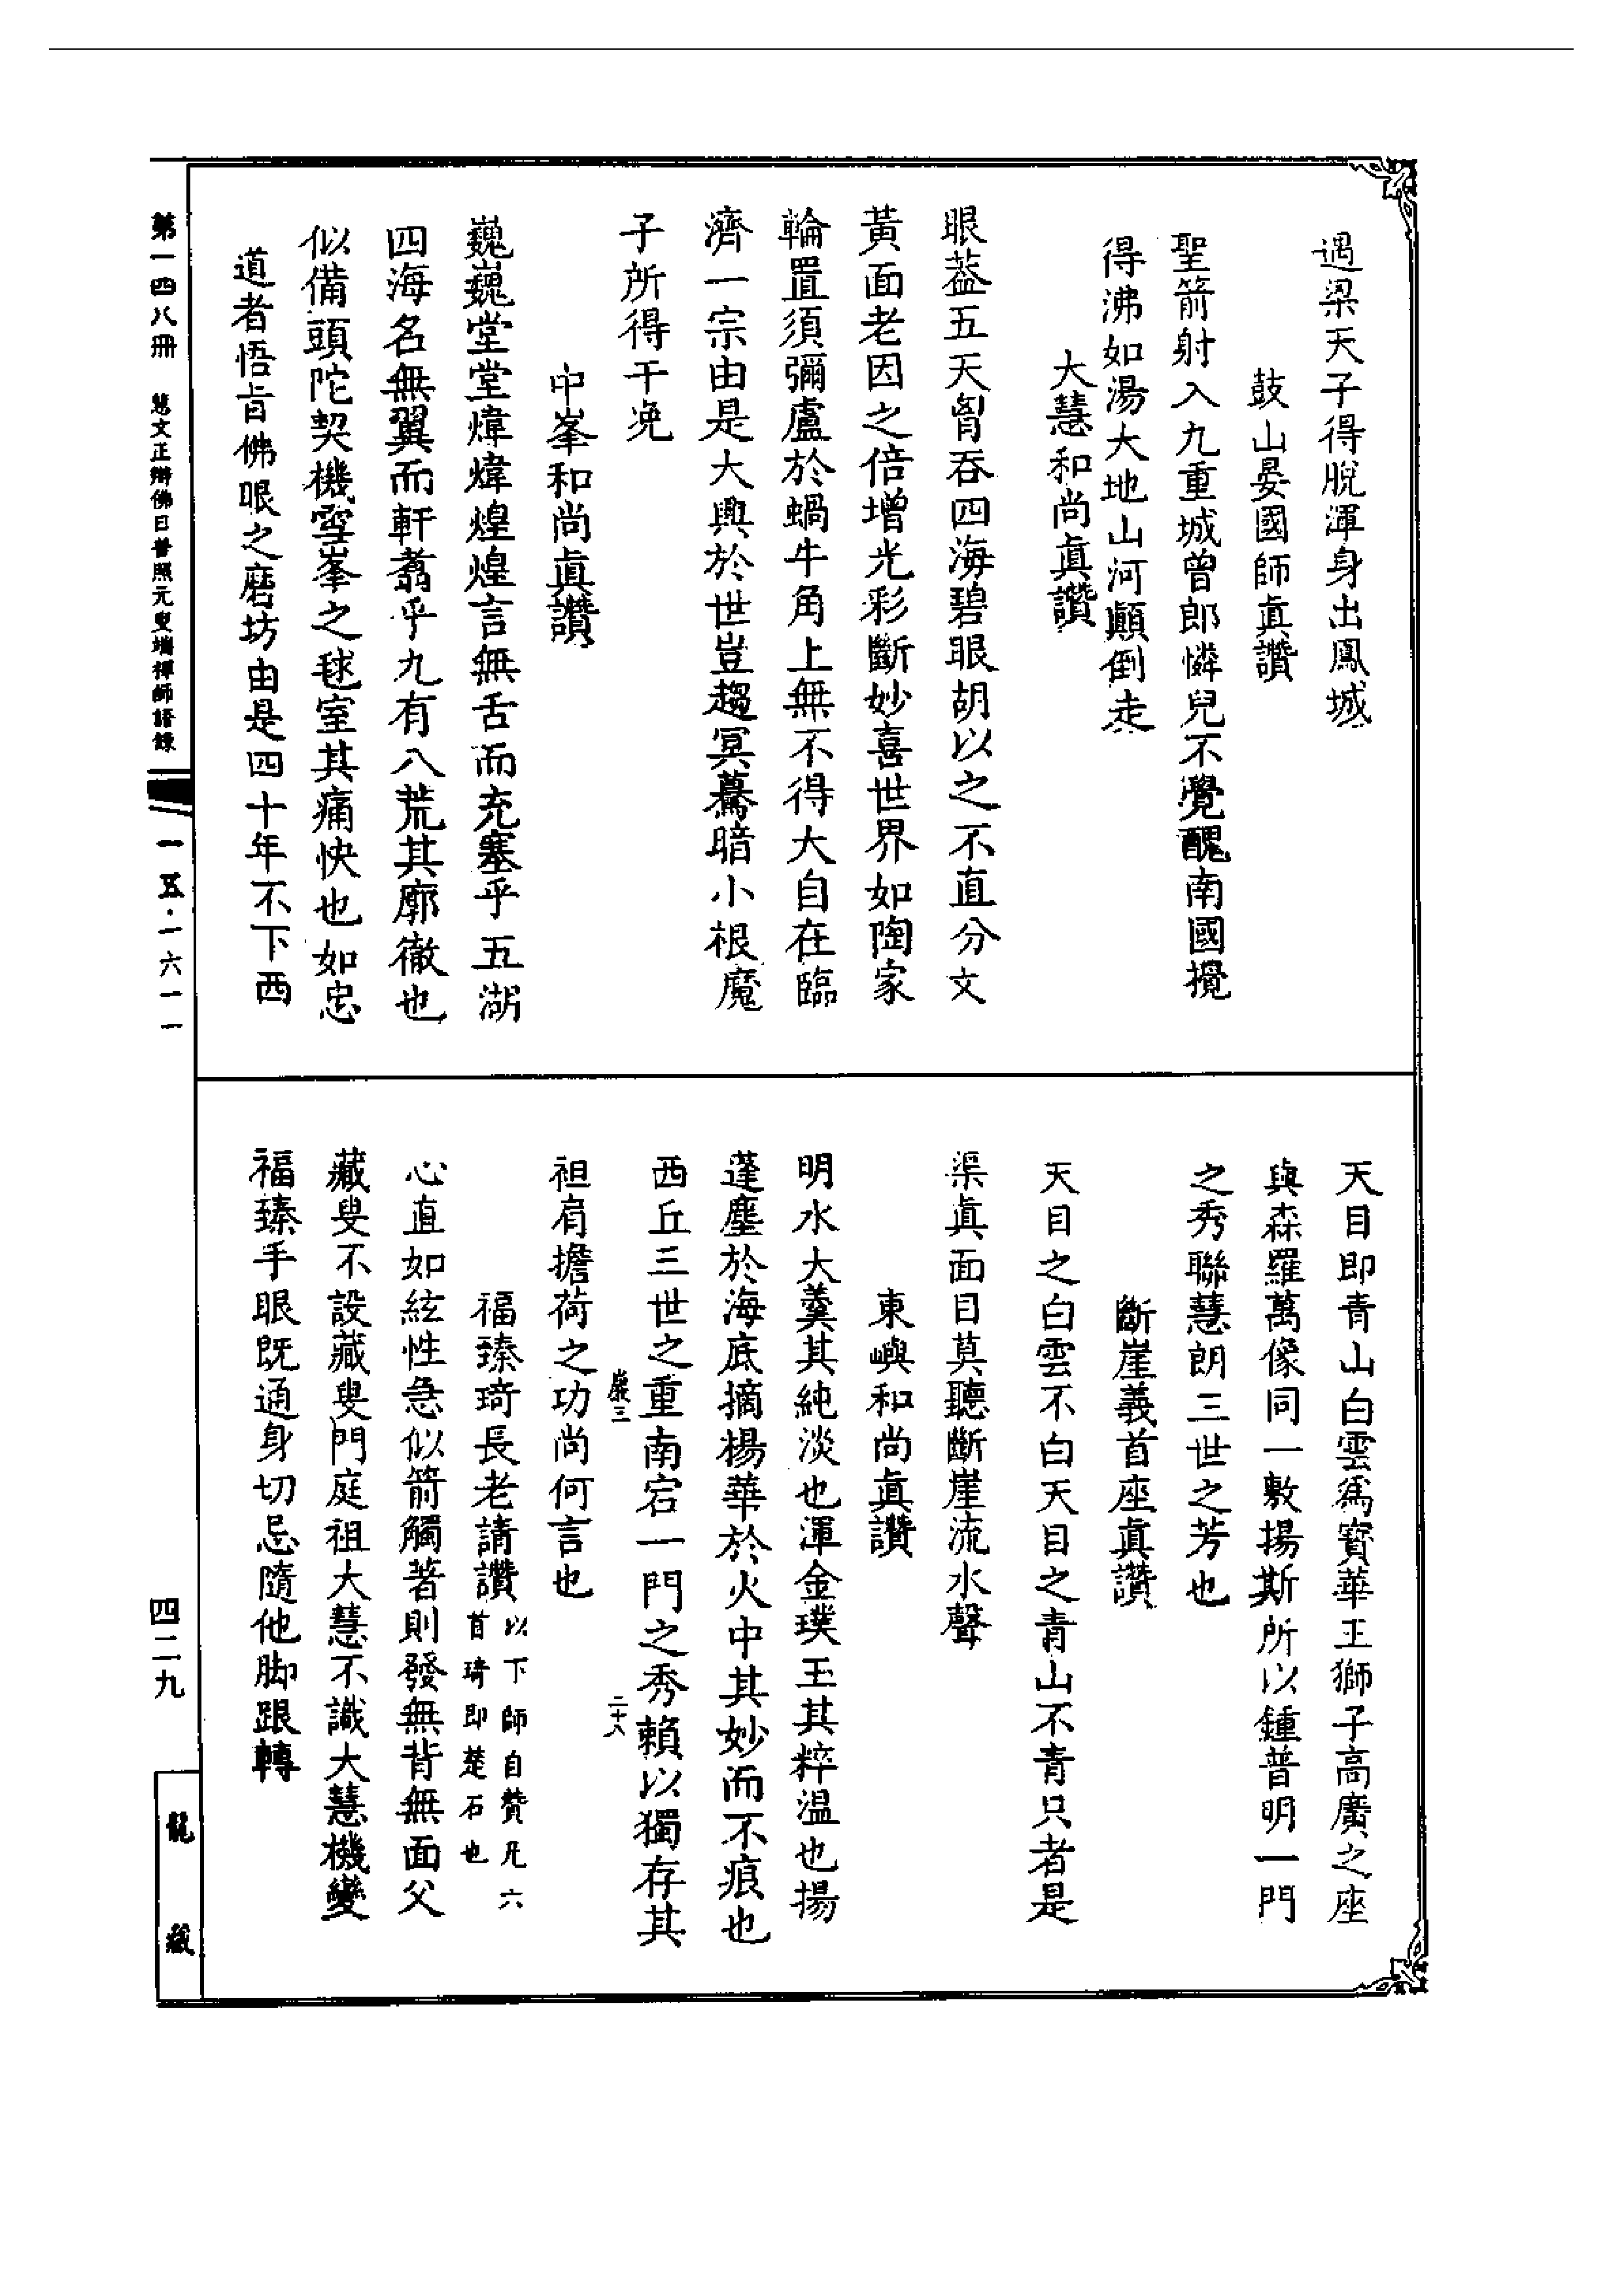 遇梁天子得脫渾身出鳳城
鼓山晏國師眞讚
聖箭射入九重城曾郎憐兒不覺醜南國攪
得沸如湯大地山河顚倒走
大慧和尚眞讚
眼葢五天胷吞四海碧眼胡以之不直分文
黃面老因之倍增光彩斷妙喜世界如陶家
輪置須彌盧於蝸牛角上無不得大自在臨
濟一宗由是大興於世豈趨冥驀暗小根魔
子所得干㝹
中峯和尚眞讚
巍巍堂堂煒煒煌煌言無舌而充塞乎五湖
四海名無翼而軒翥乎九有八荒其廓徹也
似備頭陀契機雪峯之毬室其痛快也如忠
道者悟旨佛眼之磨坊由是四十年不下西
天目即青山白雲爲寶華王獅子高廣之座
與森羅萬像同一敷揚斯所以鍾普明一門
之秀聯慧朗三世之芳也
斷崖義首座眞讚
天目之白雲不白天目之青山不青只者是
渠眞面目莫聽斷崖流水聲
東嶼和尚眞讚
明水大羹其純淡也渾金璞玉其粹溫也揚
蓬塵於海底摘楊華於火中其妙而不痕也
西丘三世之重南宕一門之秀賴以獨存其
巖三 二十八
袒肩擔荷之功尚何言也
福臻琦長老請讚以下師自贊凡六
首琦即楚石也
心直如絃性急似箭觸著則發無背無面父
藏叟不設藏叟門庭祖大慧不識大慧機變
福臻手眼既通身切忌隨他脚跟轉
第一四八冊 慧文正辯佛日普照元叟端禪師語錄 一五·一六一一
四二九
龍藏